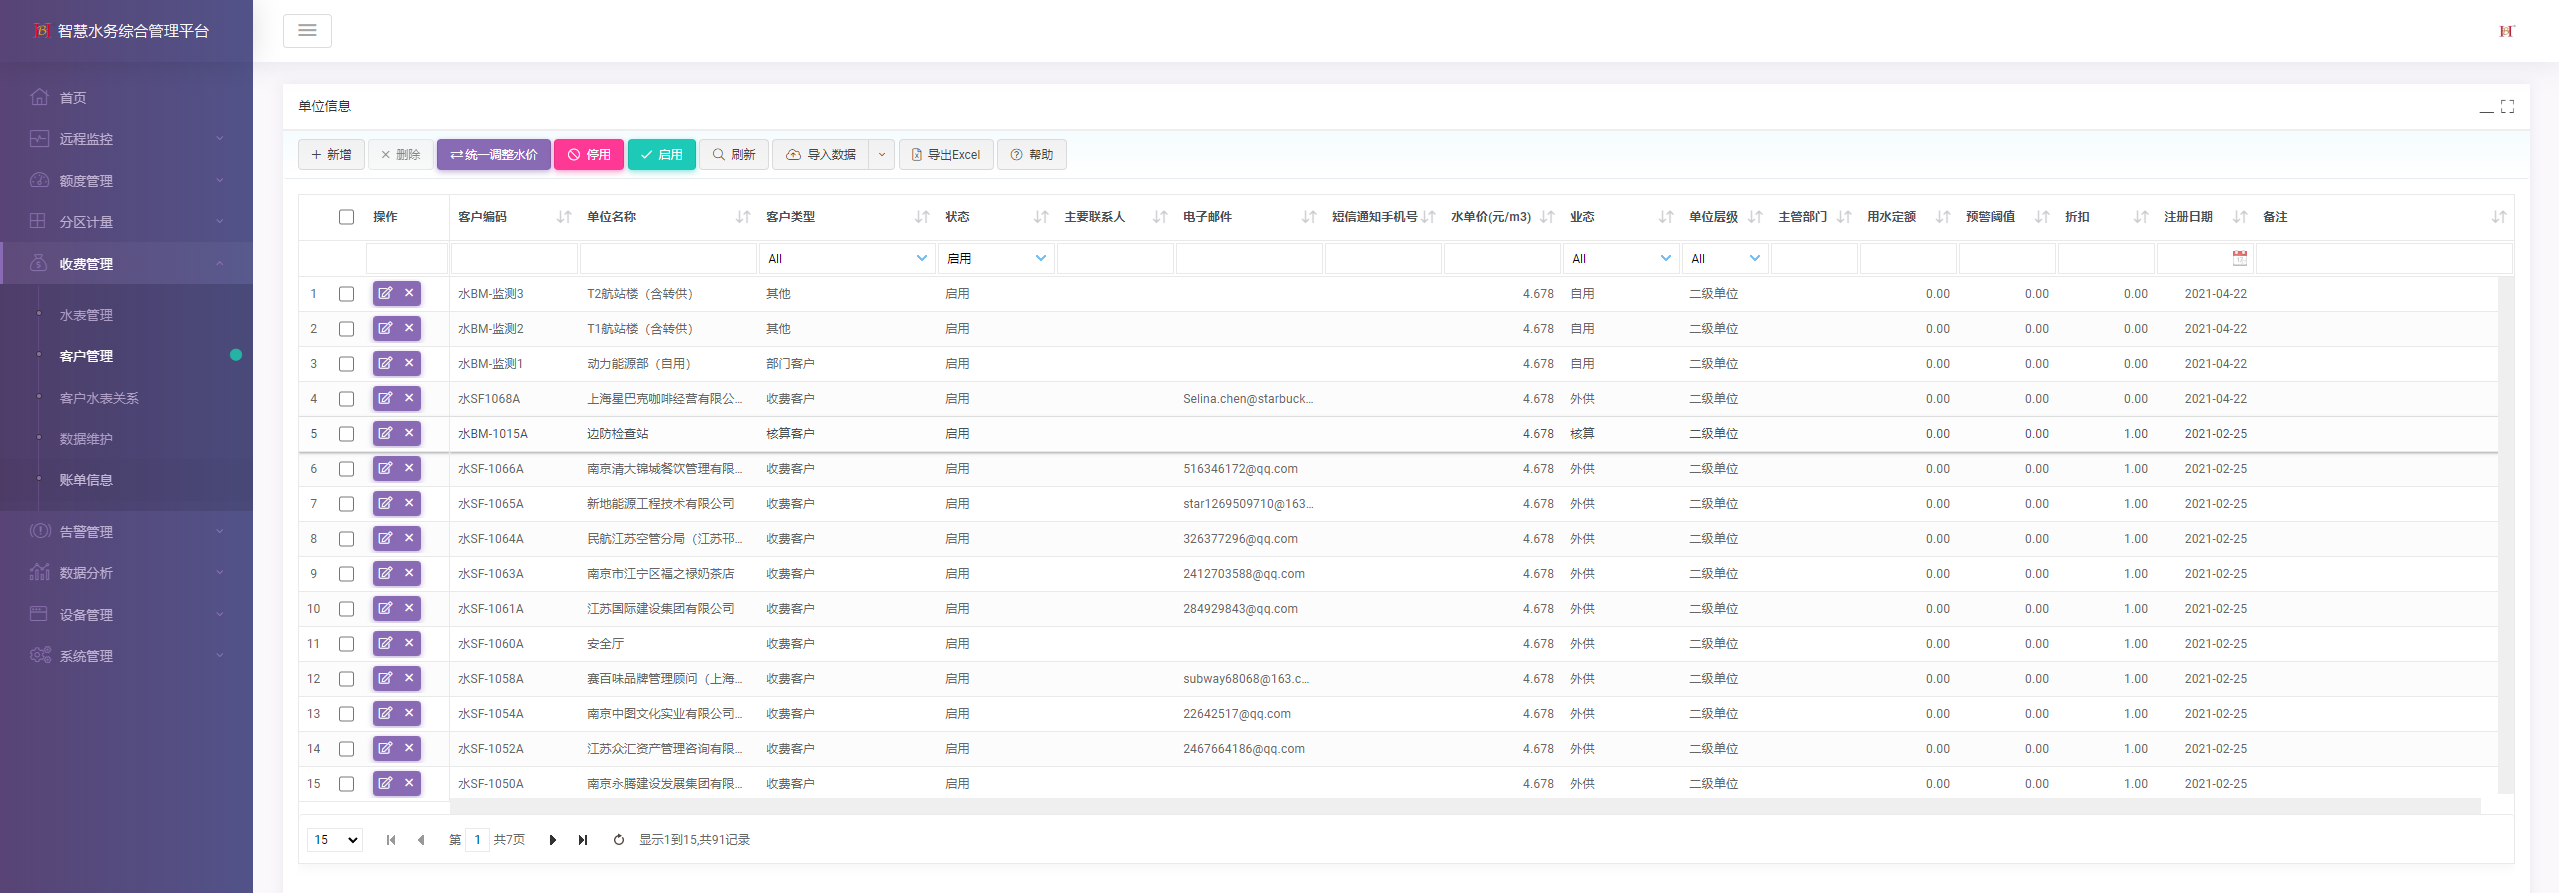 智慧水务综合管理平台
首页
远程监控
额度管理
分区计量
收费管理
水表管理
客户管理
客户水表关系
数据维护
账单信息
告警管理
数据分析
设备管理
系统管理
单位信息
新增 删除 统一调整水价 停用 启用 刷新 导入数据 导出Excel 帮助
操作 客户编码 单位名称 客户类型 状态 主要联系人 电子邮件 短信通知手机号 水单价(元/m3) 业态 单位层级 主管部门 用水定额 预警阈值 折扣 注册日期 备注
All 启用 All All
1 水BM-监测3 T2航站楼（含转供） 其他 启用 4.678 自用 二级单位 0.00 0.00 0.00 2021-04-22
2 水BM-监测2 T1航站楼（含转供） 其他 启用 4.678 自用 二级单位 0.00 0.00 0.00 2021-04-22
3 水BM-监测1 动力能源部（自用） 部门客户 启用 4.678 自用 二级单位 0.00 0.00 0.00 2021-04-22
4 水SF1068A 上海星巴克咖啡经营有限公... 收费客户 启用 Selina.chen@starbuck... 4.678 外供 二级单位 0.00 0.00 0.00 2021-04-22
5 水BM-1015A 边防检查站 核算客户 启用 4.678 核算 二级单位 0.00 0.00 1.00 2021-02-25
6 水SF-1066A 南京清大锦城餐饮管理有限... 收费客户 启用 516346172@qq.com 4.678 外供 二级单位 0.00 0.00 1.00 2021-02-25
7 水SF-1065A 新地能源工程技术有限公司 收费客户 启用 star1269509710@163... 4.678 外供 二级单位 0.00 0.00 1.00 2021-02-25
8 水SF-1064A 民航江苏空管分局（江苏邗... 收费客户 启用 326377296@qq.com 4.678 外供 二级单位 0.00 0.00 1.00 2021-02-25
9 水SF-1063A 南京市江宁区福之禄奶茶店 收费客户 启用 2412703588@qq.com 4.678 外供 二级单位 0.00 0.00 1.00 2021-02-25
10 水SF-1061A 江苏国际建设集团有限公司 收费客户 启用 284929843@qq.com 4.678 外供 二级单位 0.00 0.00 1.00 2021-02-25
11 水SF-1060A 安全厅 收费客户 启用 4.678 外供 二级单位 0.00 0.00 1.00 2021-02-25
12 水SF-1058A 赛百味品牌管理顾问（上海... 收费客户 启用 subway68068@163.c... 4.678 外供 二级单位 0.00 0.00 1.00 2021-02-25
13 水SF-1054A 南京中图文化实业有限公司... 收费客户 启用 22642517@qq.com 4.678 外供 二级单位 0.00 0.00 1.00 2021-02-25
14 水SF-1052A 江苏众汇资产管理咨询有限... 收费客户 启用 2467664186@qq.com 4.678 外供 二级单位 0.00 0.00 1.00 2021-02-25
15 水SF-1050A 南京永腾建设发展集团有限... 收费客户 启用 4.678 外供 二级单位 0.00 0.00 1.00 2021-02-25
15 第 1 共7页 显示1到15,共91记录